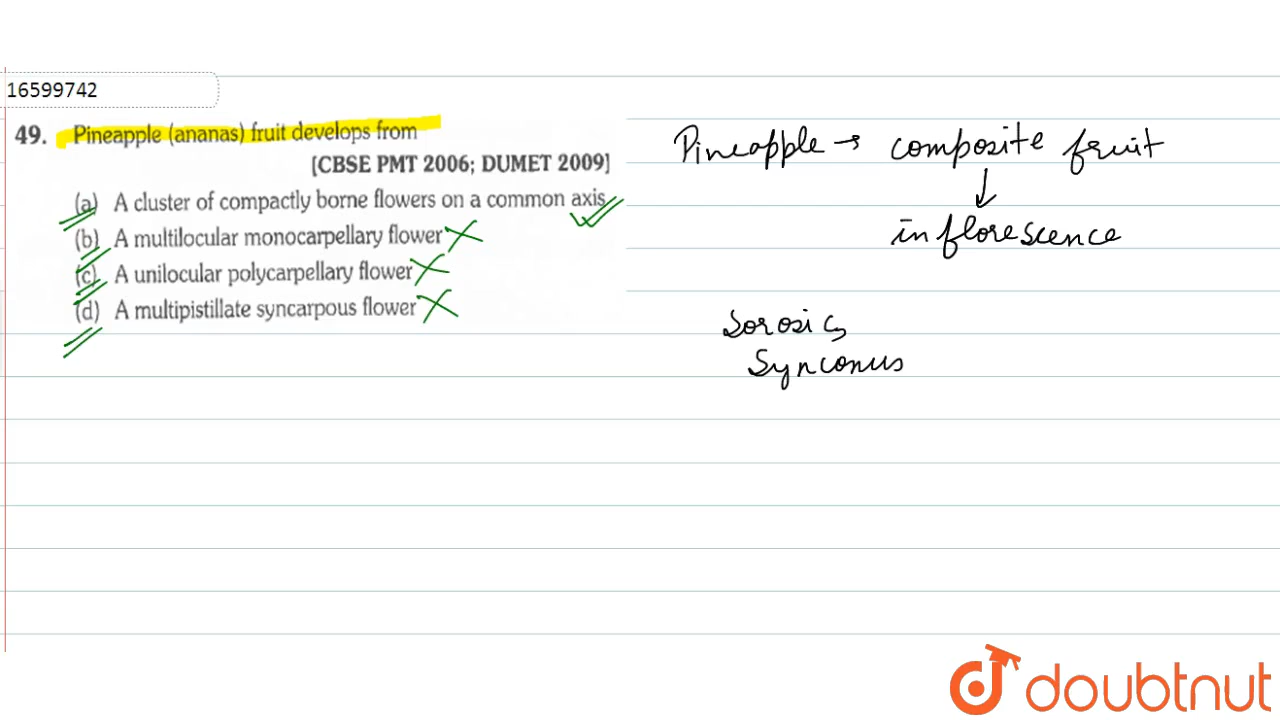 16599742
49. Pineapple (ananas) fruit develops from
[CBSE PMT 2006; DUMET 2009]
(a) A cluster of compactly borne flowers on a common axis
(b) A multilocular monocarpellary flower
(c) A unilocular polycarpellary flower
(d) A multipistillate syncarpous flower
Pineapple → composite fruit
↓
inflorescence
Sorosis
Synconus
doubtnut